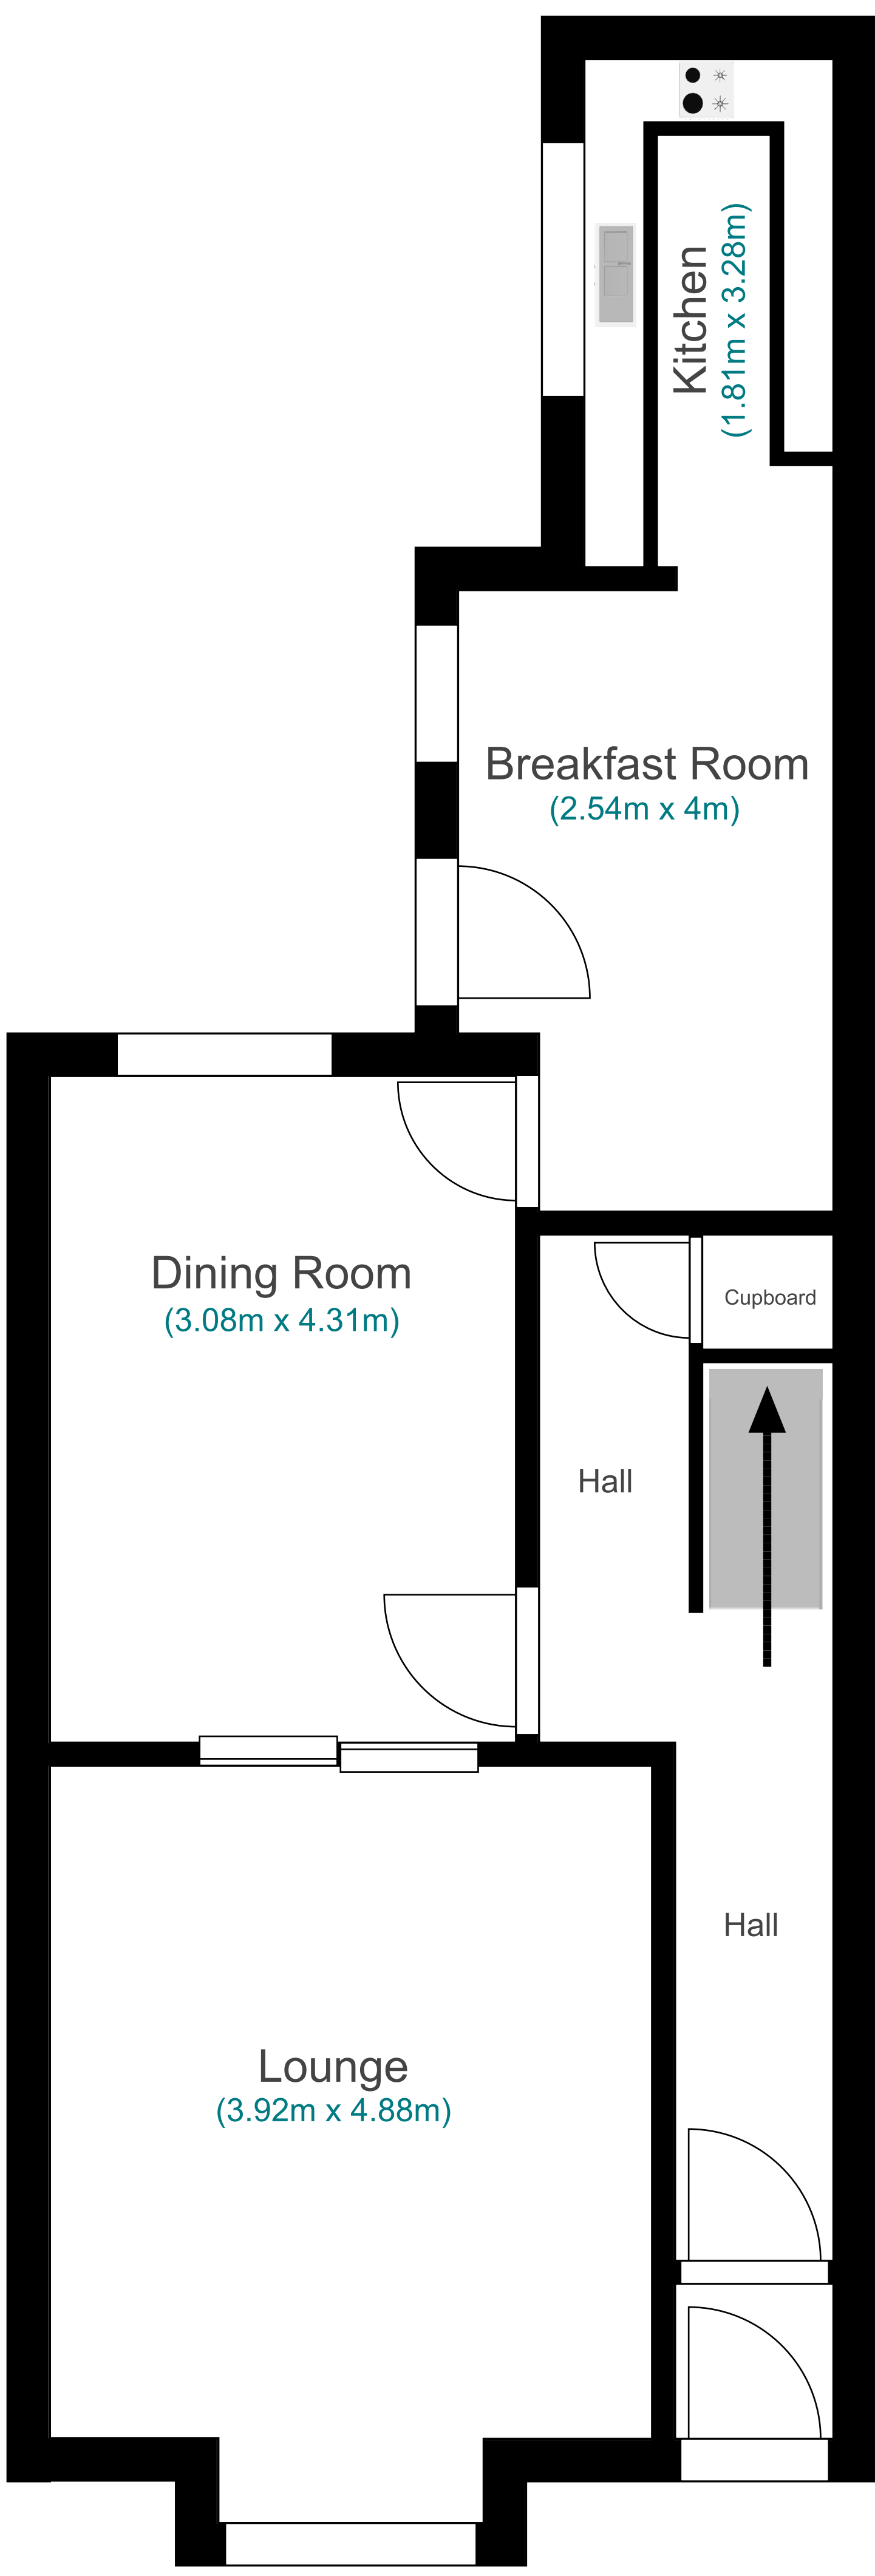 Kitchen
(1.81m x 3.28m)
Breakfast Room
(2.54m x 4m)
Dining Room
(3.08m x 4.31m)
Cupboard
Hall
Hall
Lounge
(3.92m x 4.88m)